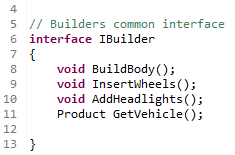 4
5 // Builders common interface
6 interface IBuilder
7 {
8     void BuildBody();
9     void InsertWheels();
10     void AddHeadlights();
11     Product GetVehicle();
12
13 }